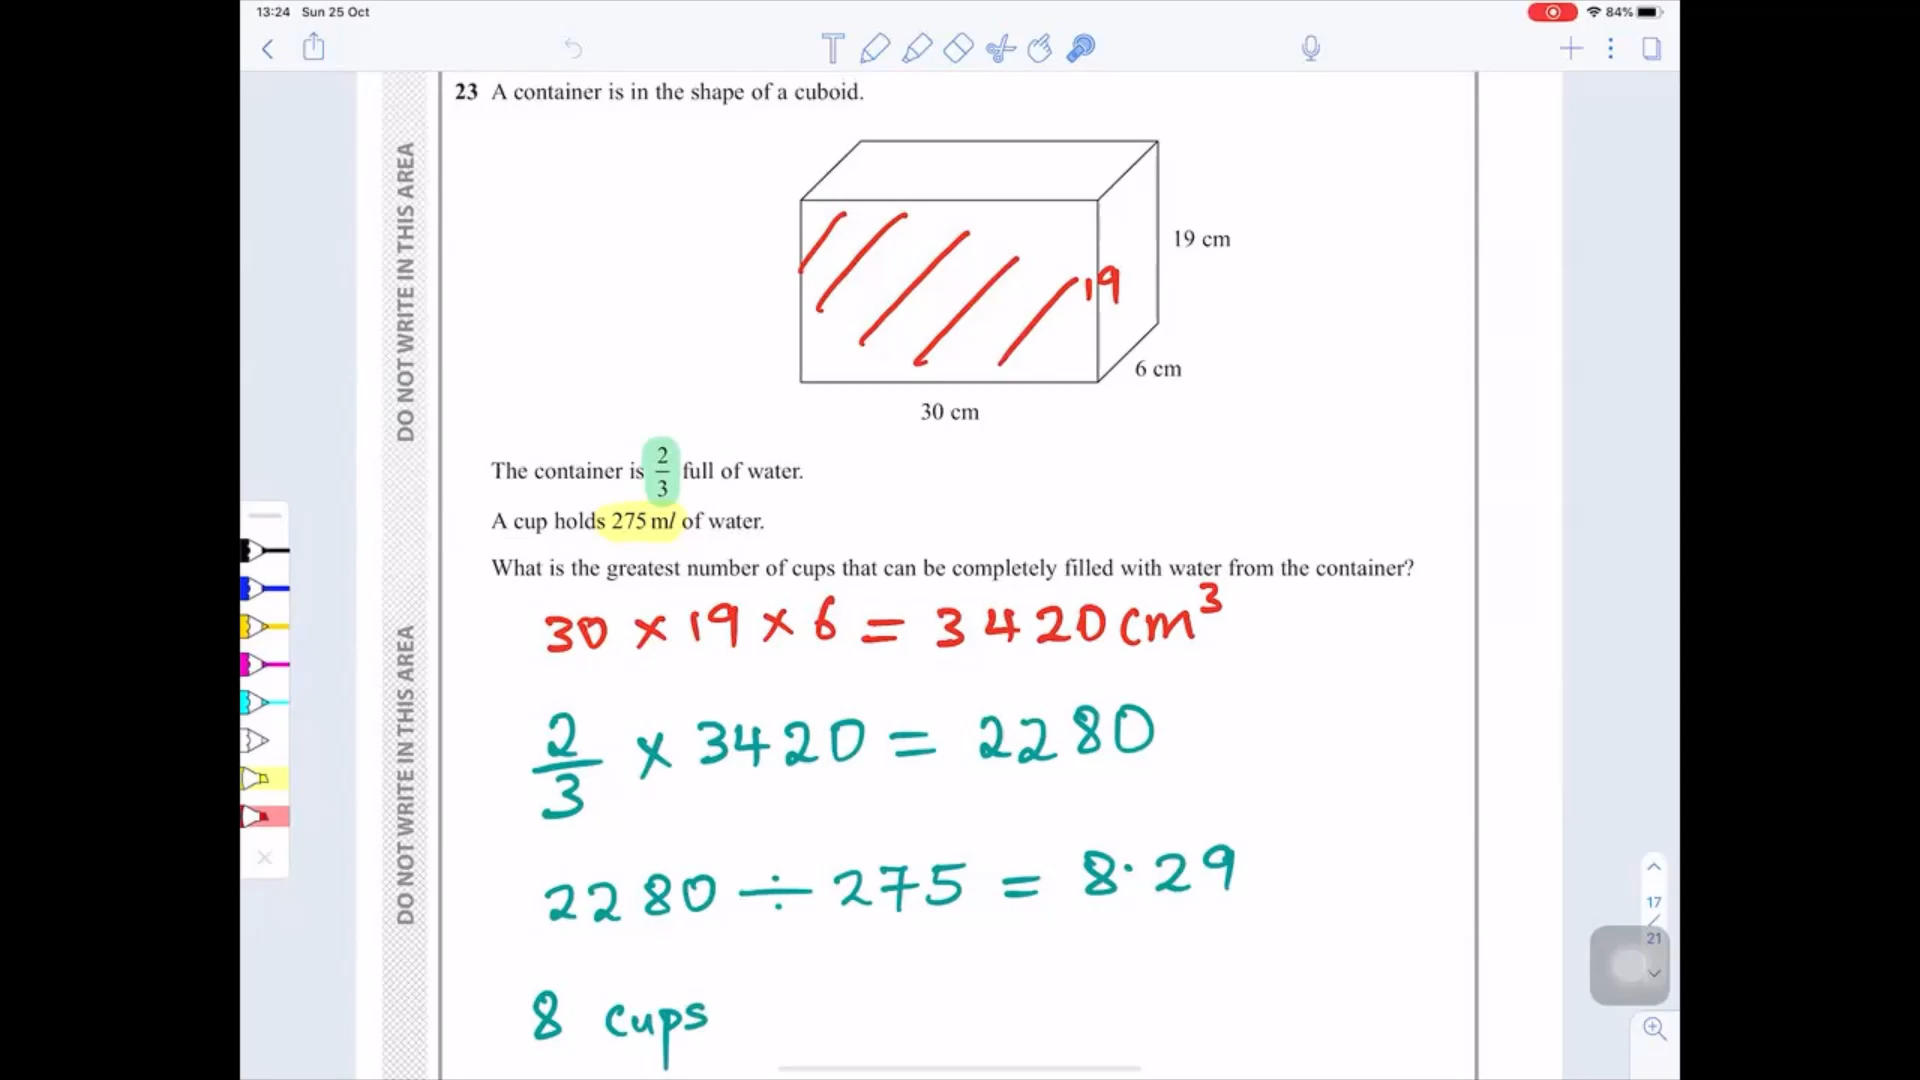 13:24 Sun 25 Oct
84%
T
DO NOT WRITE IN THIS AREA
DO NOT WRITE IN THIS AREA
23 A container is in the shape of a cuboid.
19 cm
19
6 cm
30 cm
The container is 2/3 full of water.
A cup holds 275 ml of water.
What is the greatest number of cups that can be completely filled with water from the container?
30 × 19 × 6 = 3420 cm³
2/3 × 3420 = 2280
2280 ÷ 275 = 8.29
8 cups
17
/
21